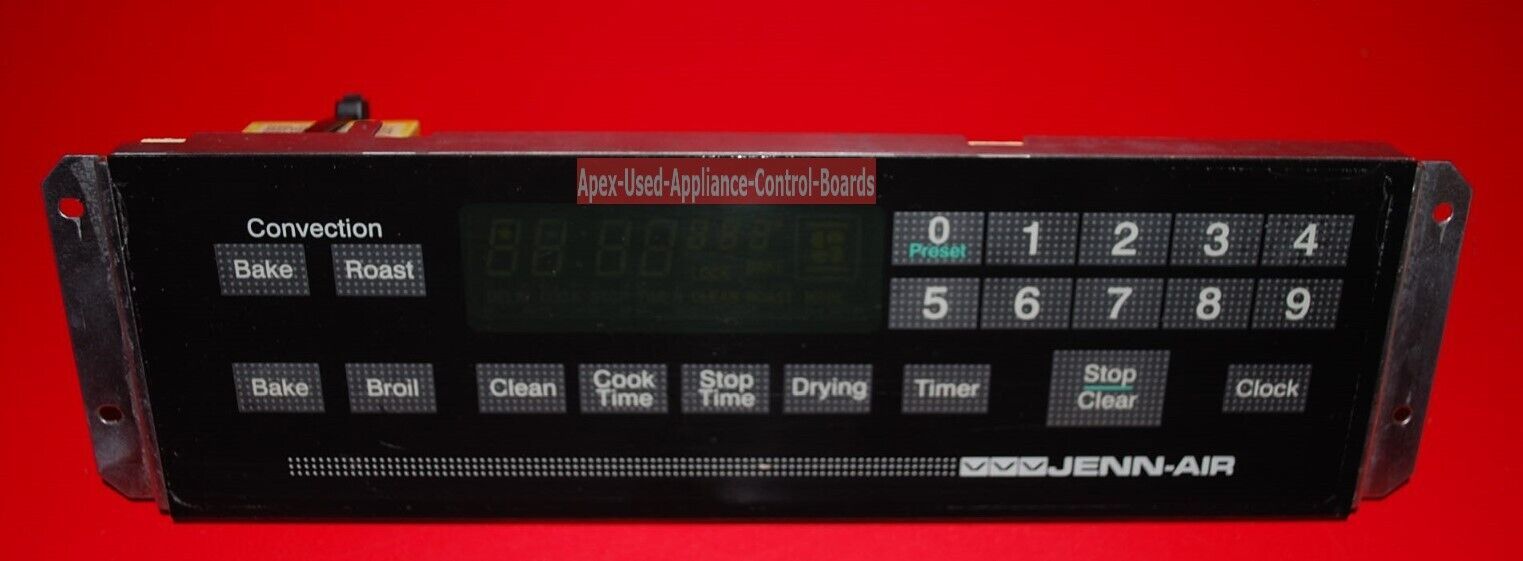 Apex-Used-Appliance-Control-Boards
Convection
Bake Roast
0 1 2 3 4
Preset
5 6 7 8 9
Bake Broil Clean Cook Time Stop Time Drying Timer Stop Clear Clock
JENN-AIR